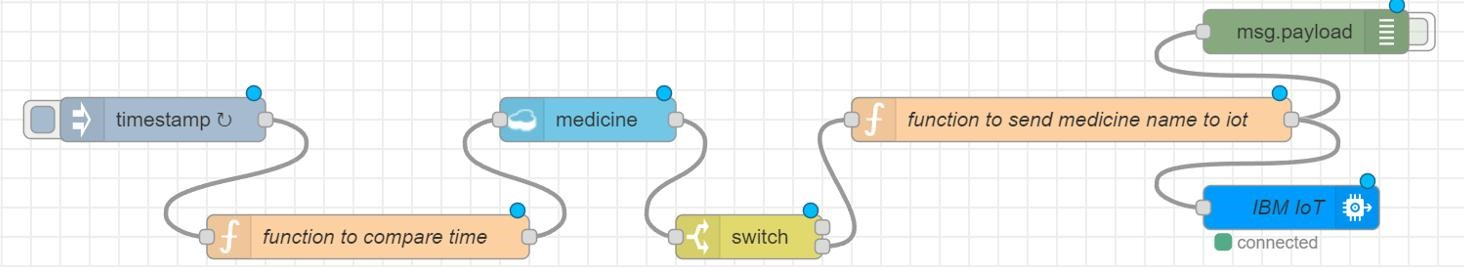 msg.payload
timestamp ↻
medicine
function to send medicine name to iot
function to compare time
switch
IBM IoT
connected